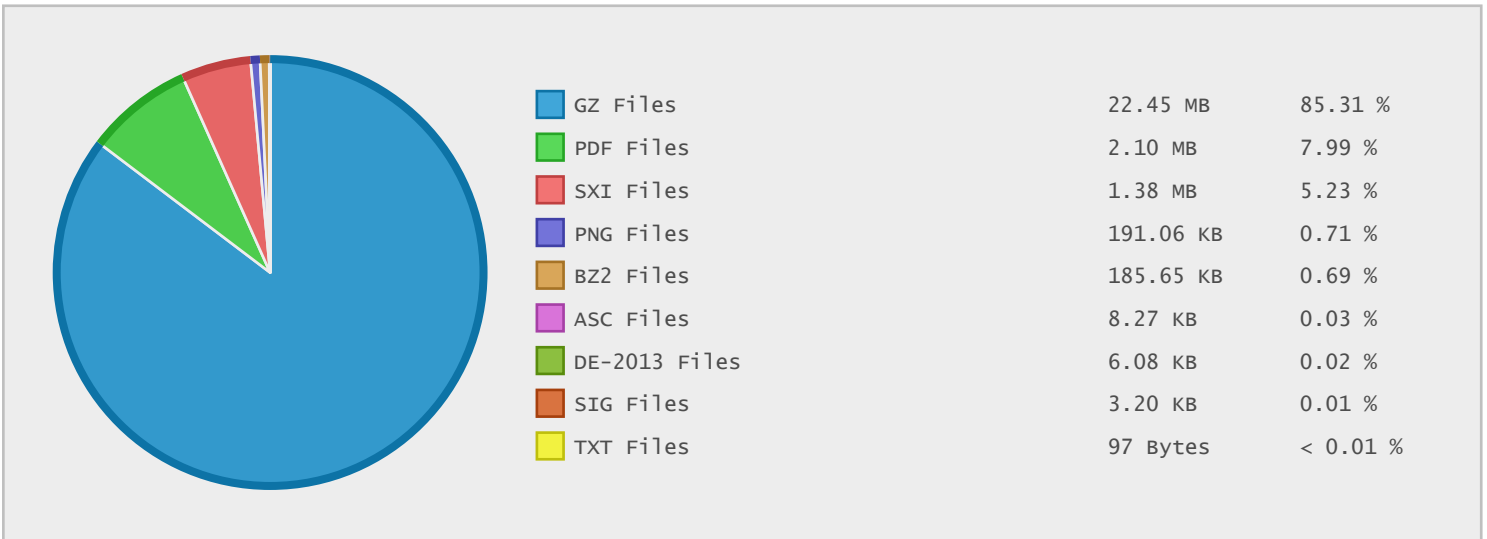 GZ Files 22.45 MB 85.31 %
PDF Files 2.10 MB 7.99 %
SXI Files 1.38 MB 5.23 %
PNG Files 191.06 KB 0.71 %
BZ2 Files 185.65 KB 0.69 %
ASC Files 8.27 KB 0.03 %
DE-2013 Files 6.08 KB 0.02 %
SIG Files 3.20 KB 0.01 %
TXT Files 97 Bytes < 0.01 %